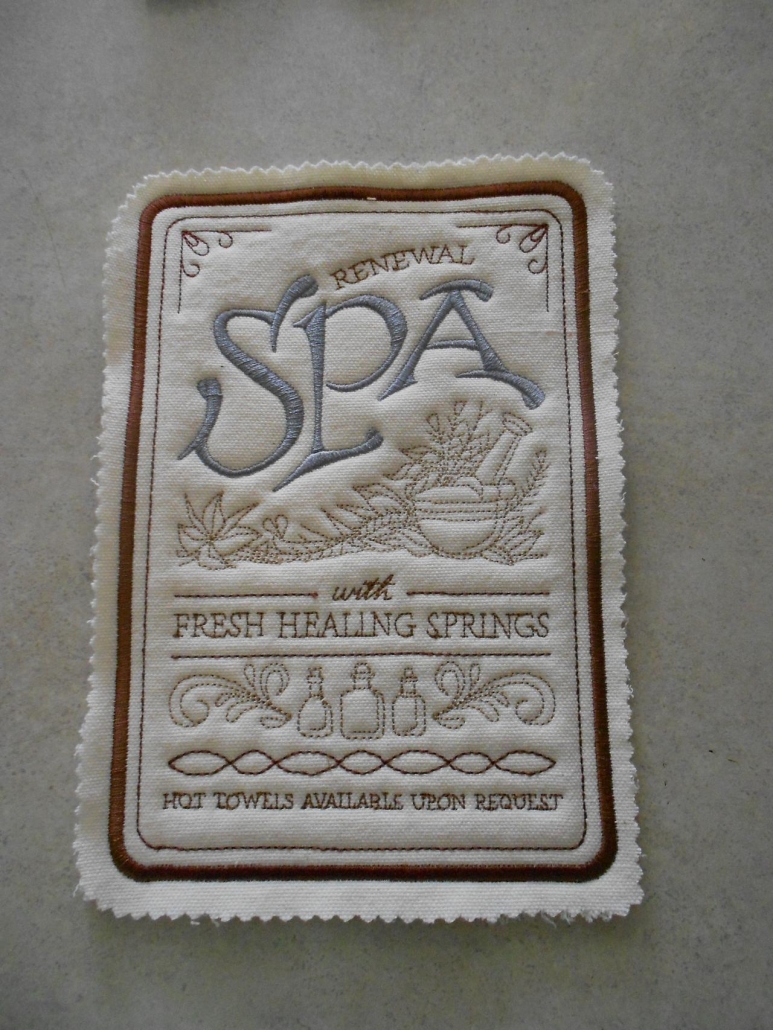 RENEWAL
SPA
with
FRESH HEALING SPRINGS
HOT TOWELS AVAILABLE UPON REQUEST